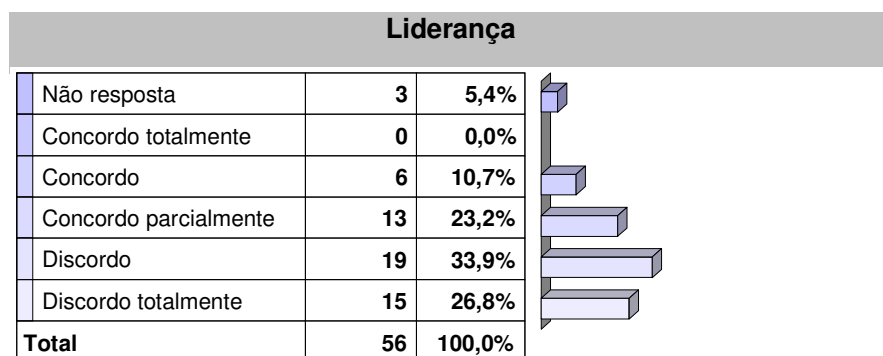 Liderança
Não resposta 3 5,4%
Concordo totalmente 0 0,0%
Concordo 6 10,7%
Concordo parcialmente 13 23,2%
Discordo 19 33,9%
Discordo totalmente 15 26,8%
Total 56 100,0%